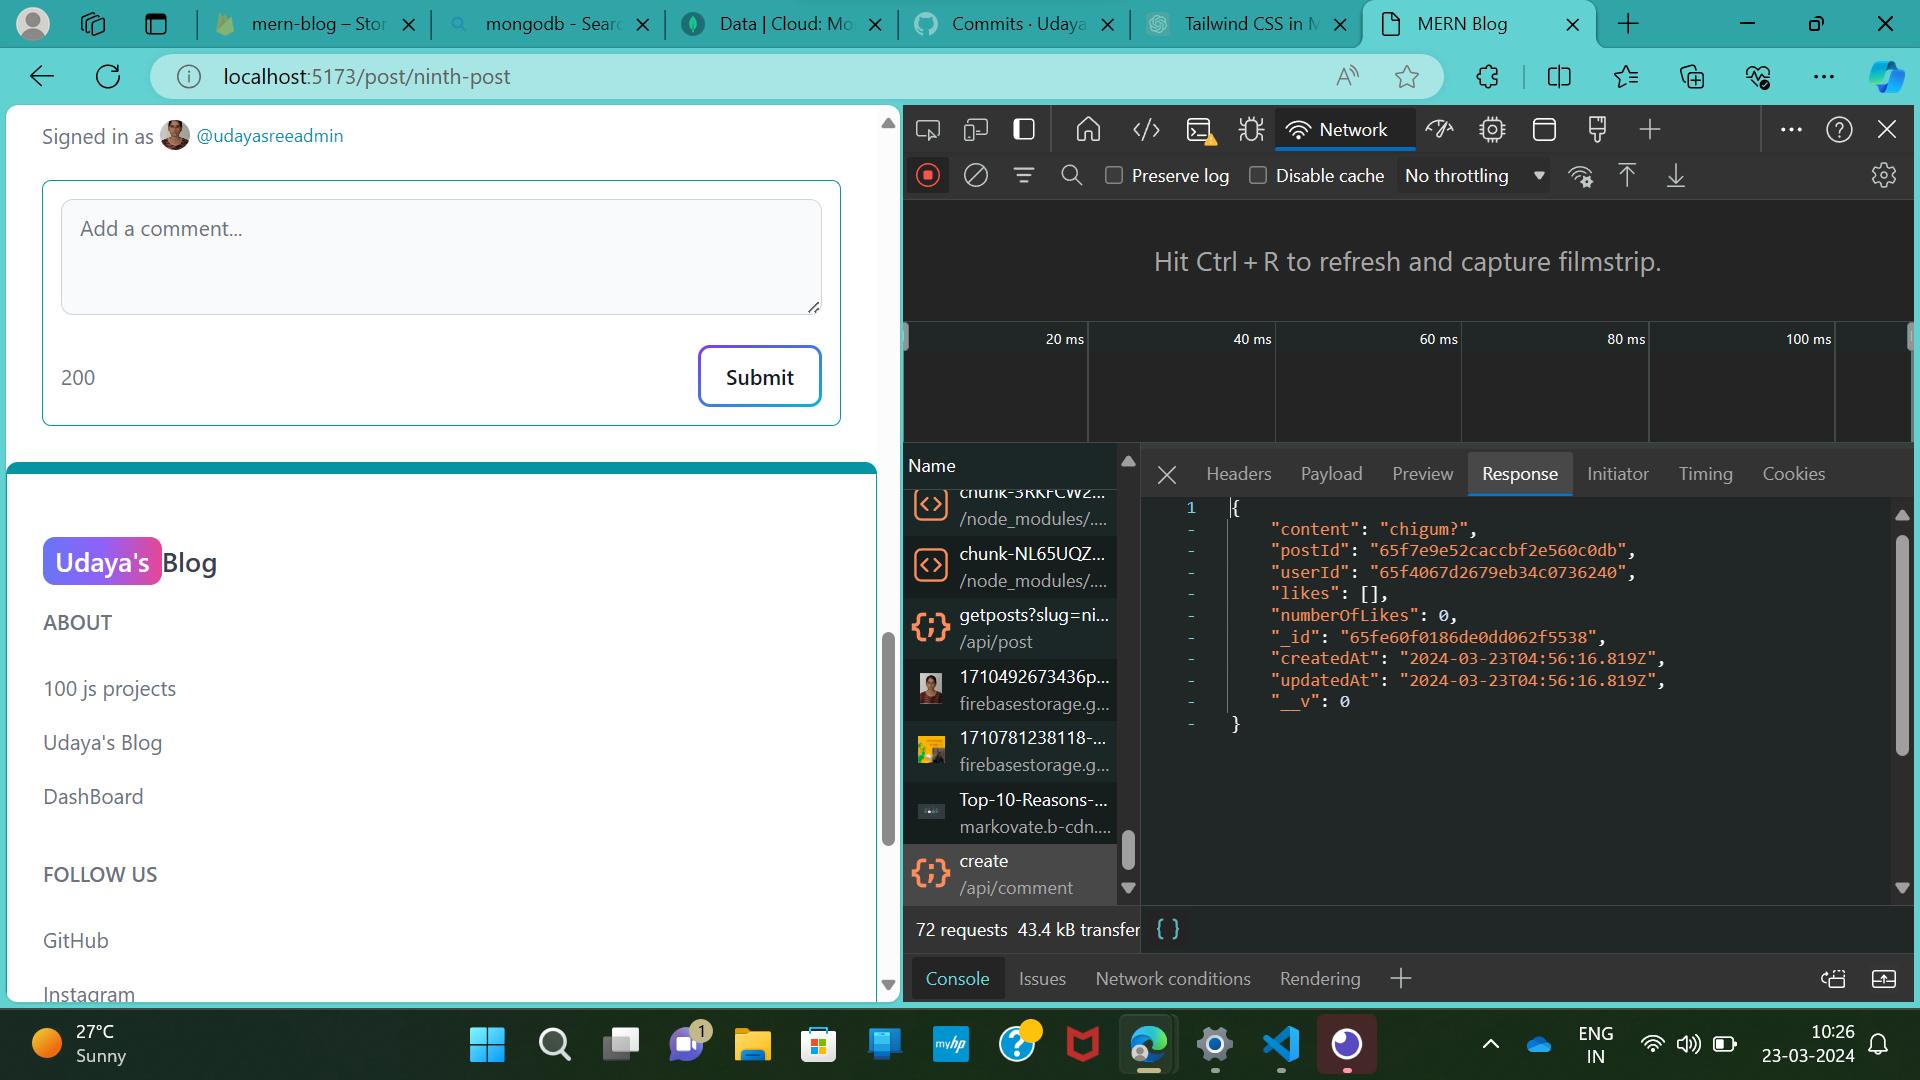 mern-blog – Stor
mongodb - Searc
Data | Cloud: Mo
Commits · Udaya
Tailwind CSS in M
MERN Blog
localhost:5173/post/ninth-post
Signed in as @udayasreeadmin
Add a comment...
200
Submit
Udaya's Blog
ABOUT
100 js projects
Udaya's Blog
DashBoard
FOLLOW US
GitHub
Instagram
Network
Preserve log
Disable cache
No throttling
Hit Ctrl + R to refresh and capture filmstrip.
20 ms
40 ms
60 ms
80 ms
100 ms
Name
chunk-3RKFCW2...
/node_modules/....
chunk-NL65UQZ...
/node_modules/....
getposts?slug=ni...
/api/post
1710492673436p...
firebasestorage.g...
1710781238118-...
firebasestorage.g...
Top-10-Reasons-...
markovate.b-cdn....
create
/api/comment
72 requests 43.4 kB transfer
Headers
Payload
Preview
Response
Initiator
Timing
Cookies
1 {
"content": "chigum?",
"postId": "65f7e9e52caccbf2e560c0db",
"userId": "65f4067d2679eb34c0736240",
"likes": [],
"numberOfLikes": 0,
"_id": "65fe60f0186de0dd062f5538",
"createdAt": "2024-03-23T04:56:16.819Z",
"updatedAt": "2024-03-23T04:56:16.819Z",
"__v": 0
}
{ }
Console
Issues
Network conditions
Rendering
27°C
Sunny
1
myhp
ENG
IN
10:26
23-03-2024